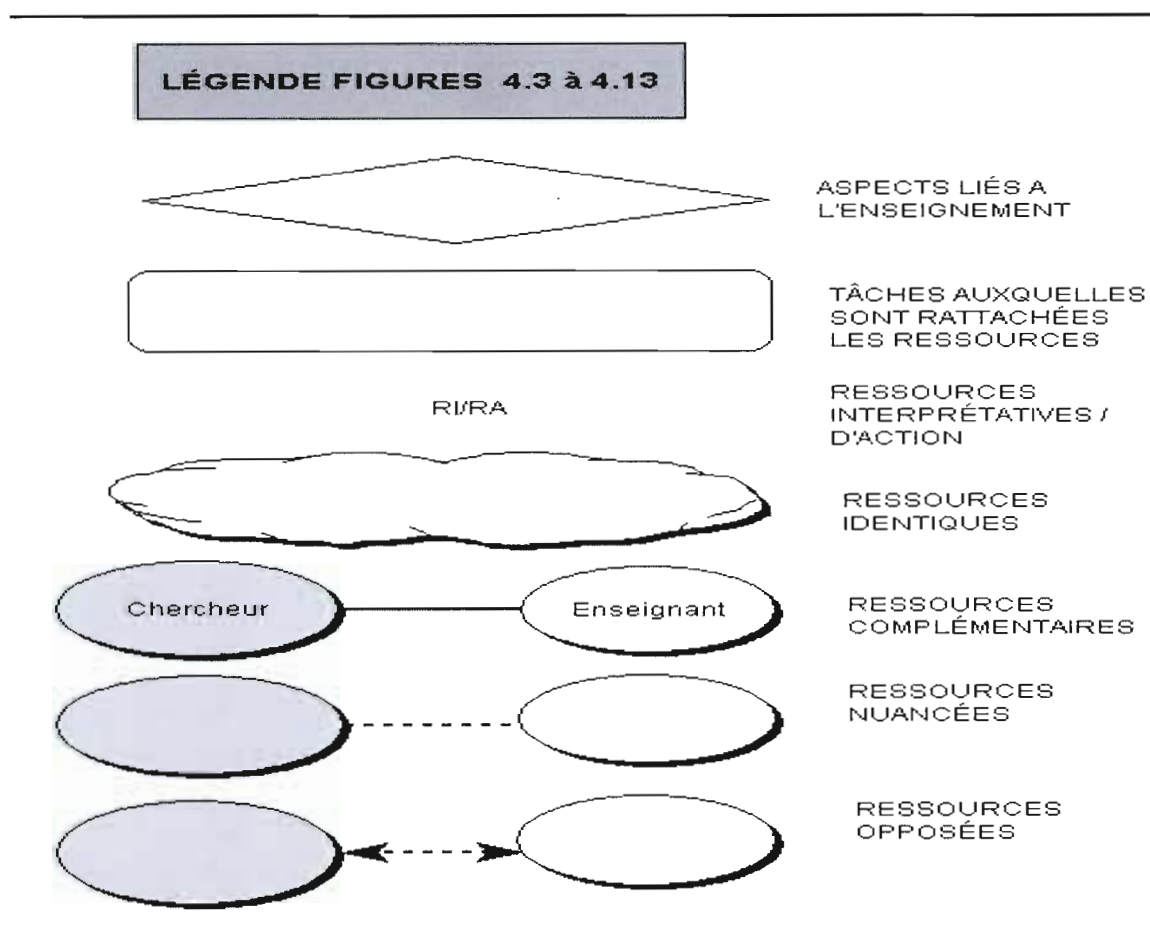 LÉGENDE FIGURES 4.3 à 4.13
ASPECTS LIÉS A
L'ENSEIGNEMENT
TÂCHES AUXQUELLES
SONT RATTACHÉES
LES RESSOURCES
RI/RA
RESSOURCES
INTERPRÉTATIVES /
D'ACTION
RESSOURCES
IDENTIQUES
Chercheur
Enseignant
RESSOURCES
COMPLÉMENTAIRES
RESSOURCES
NUANCÉES
RESSOURCES
OPPOSÉES